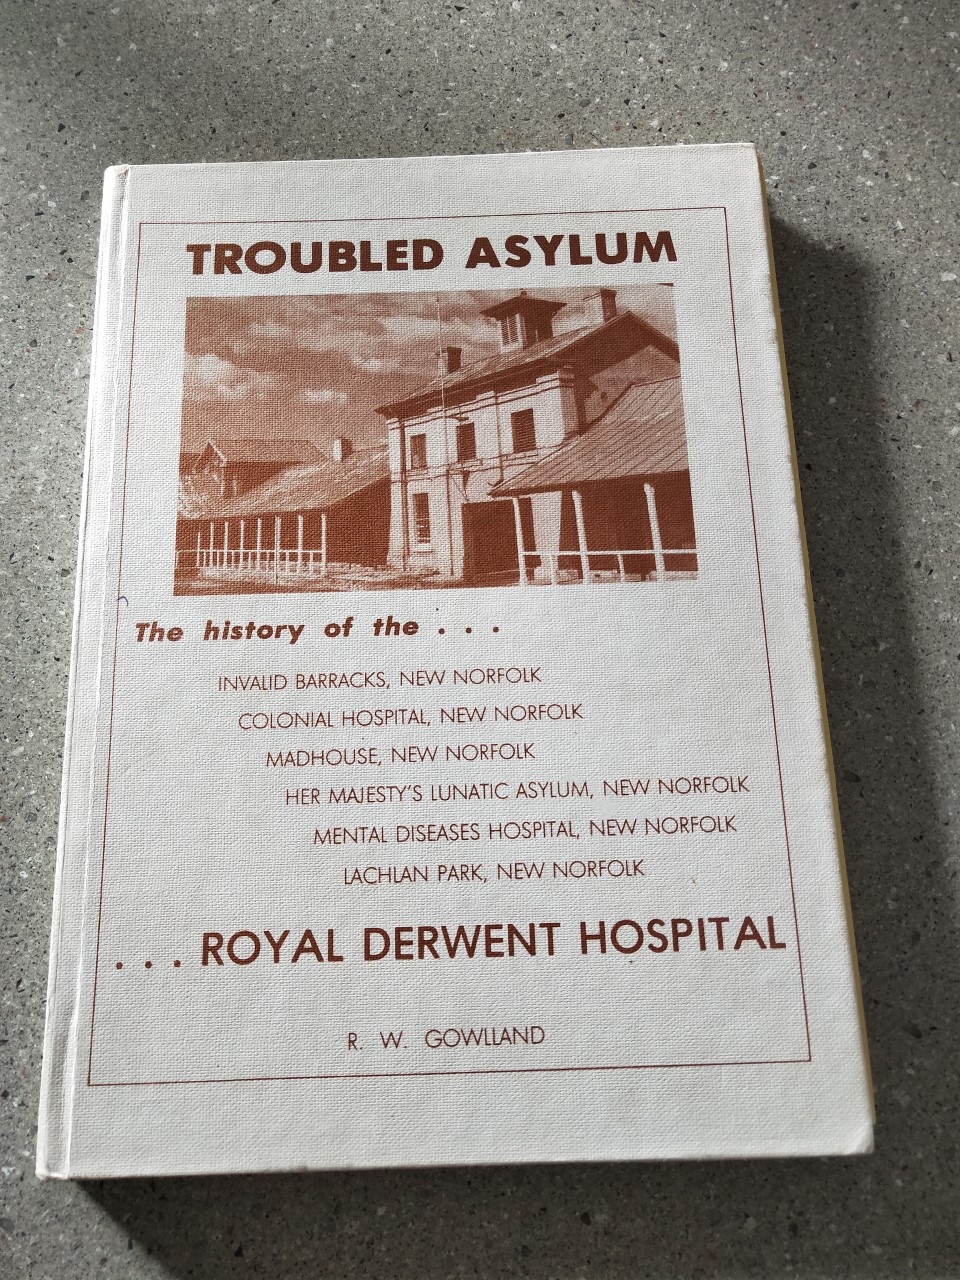 TROUBLED ASYLUM
The history of the . . .
INVALID BARRACKS, NEW NORFOLK
COLONIAL HOSPITAL, NEW NORFOLK
MADHOUSE, NEW NORFOLK
HER MAJESTY'S LUNATIC ASYLUM, NEW NORFOLK
MENTAL DISEASES HOSPITAL, NEW NORFOLK
LACHLAN PARK, NEW NORFOLK
. . . ROYAL DERWENT HOSPITAL
R. W. GOWLLAND